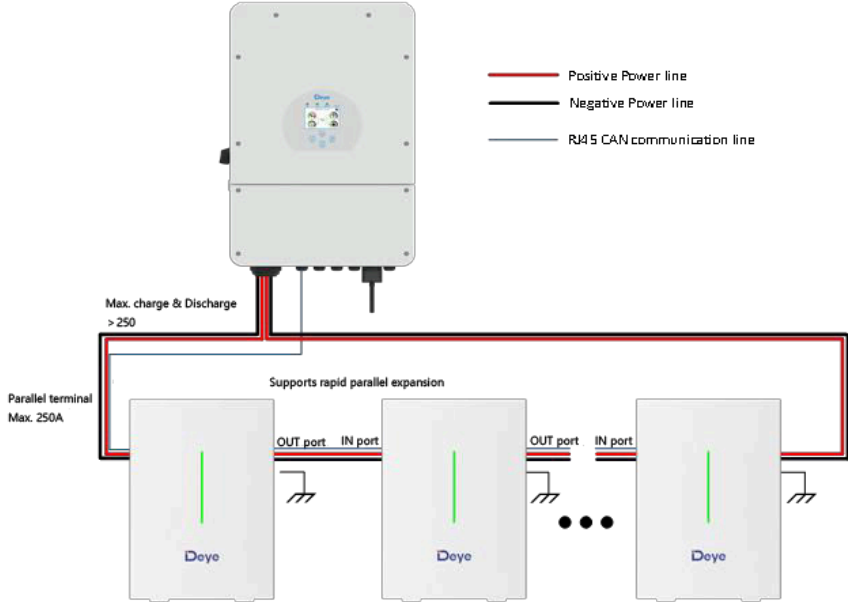 Deye
Positive Power line
Negative Power line
RJ45 CAN communication line
Max. charge & Discharge
> 250
Supports rapid parallel expansion
Parallel terminal
Max. 250A
OUT port
IN port
OUT port
IN port
Deye
Deye
Deye